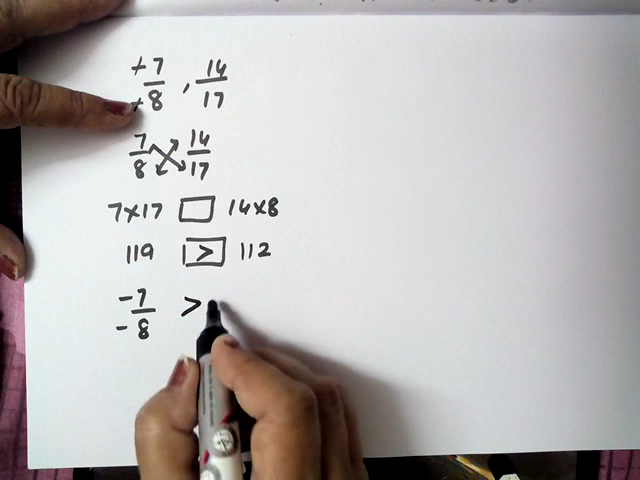 +7/+8 , 14/17
7/8 14/17
7×17 □ 14×8
119 > 112
-7/-8 >